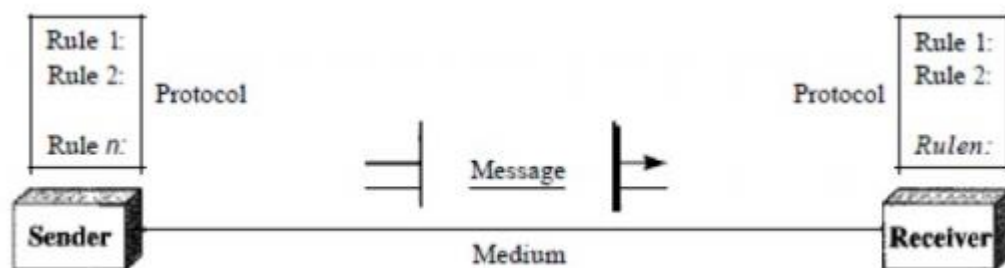 Rule 1:
Rule 2:
Rule n:
Protocol
Message
Protocol
Rule 1:
Rule 2:
Rulen:
Sender
Medium
Receiver